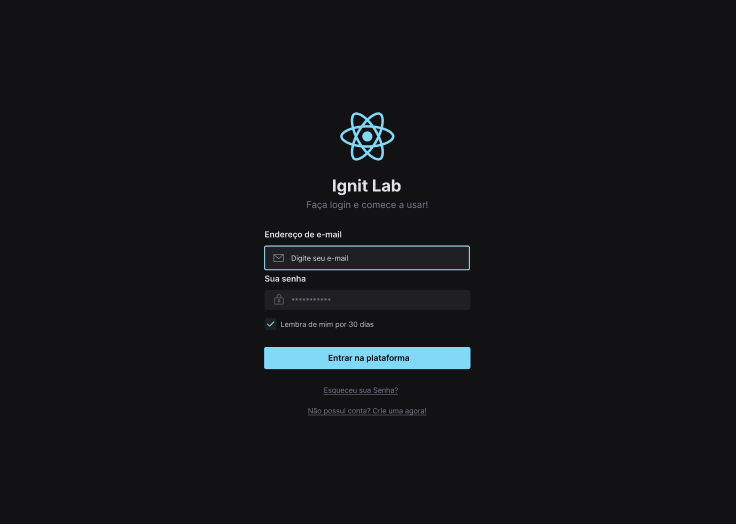 Ignit Lab
Faça login e comece a usar!
Endereço de e-mail
Digite seu e-mail
Sua senha
***********
Lembra de mim por 30 dias
Entrar na plataforma
Esqueceu sua Senha?
Não possui conta? Crie uma agora!